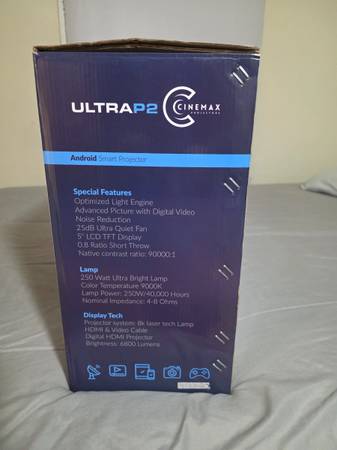 ULTRAP2
CINEMAX
PROJECTORS
Android Smart Projector
Special Features
Optimized Light Engine
Advanced Picture with Digital Video
Noise Reduction
25dB Ultra Quiet Fan
5" LCD TFT Display
0.8 Ratio Short Throw
Native contrast ratio: 90000:1
Lamp
250 Watt Ultra Bright Lamp
Color Temperature 9000K
Lamp Power: 250W/40,000 Hours
Nominal Impedance: 4-8 Ohms
Display Tech
Projector system: 8k laser tech Lamp
HDMI & Video Cable
Digital HDMI Projector
Brightness: 6800 Lumens